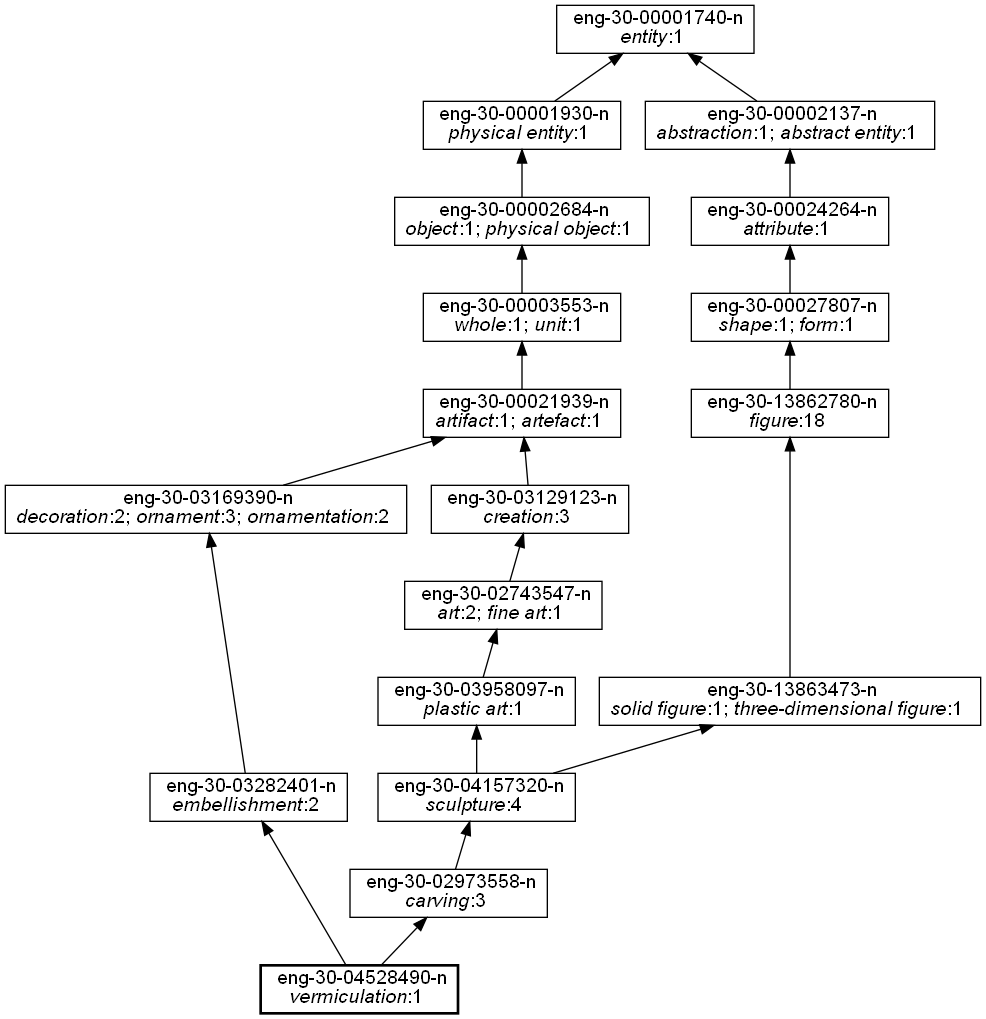 eng-30-00001740-n
entity:1
eng-30-00001930-n
physical entity:1
eng-30-00002137-n
abstraction:1; abstract entity:1
eng-30-00002684-n
object:1; physical object:1
eng-30-00024264-n
attribute:1
eng-30-00003553-n
whole:1; unit:1
eng-30-00027807-n
shape:1; form:1
eng-30-00021939-n
artifact:1; artefact:1
eng-30-13862780-n
figure:18
eng-30-03169390-n
decoration:2; ornament:3; ornamentation:2
eng-30-03129123-n
creation:3
eng-30-02743547-n
art:2; fine art:1
eng-30-03958097-n
plastic art:1
eng-30-13863473-n
solid figure:1; three-dimensional figure:1
eng-30-03282401-n
embellishment:2
eng-30-04157320-n
sculpture:4
eng-30-02973558-n
carving:3
eng-30-04528490-n
vermiculation:1